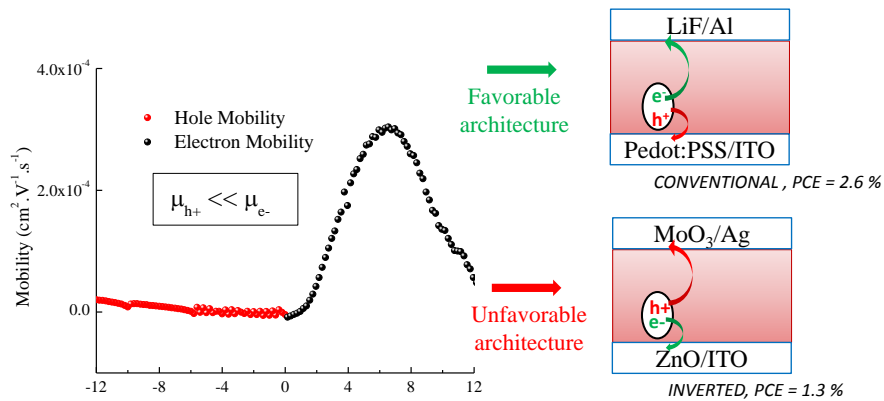 4.0x10⁻⁴
2.0x10⁻⁴
0.0
Mobility (cm².V⁻¹.s⁻¹)
-12 -8 -4 0 4 8 12
Hole Mobility
Electron Mobility
μh+ << μe-
Favorable
architecture
Unfavorable
architecture
LiF/Al
e-
h+
Pedot:PSS/ITO
CONVENTIONAL , PCE = 2.6 %
MoO₃/Ag
h+
e-
ZnO/ITO
INVERTED, PCE = 1.3 %